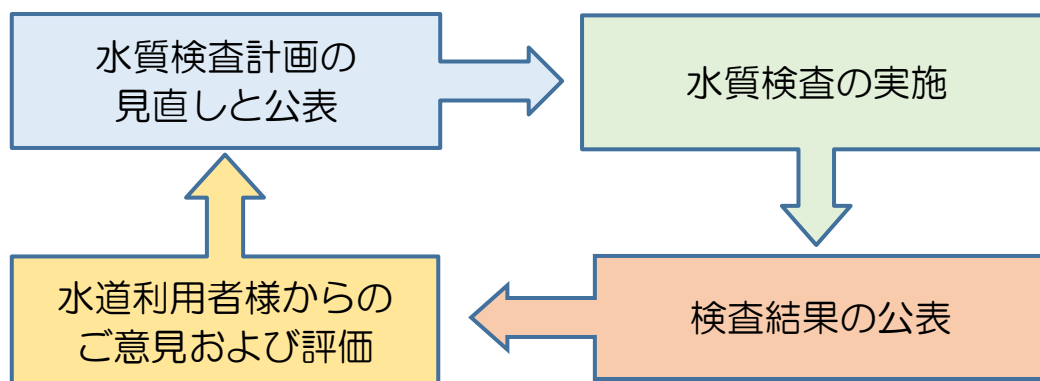 水質検査計画の
見直しと公表
水質検査の実施
検査結果の公表
水道利用者様からの
ご意見および評価